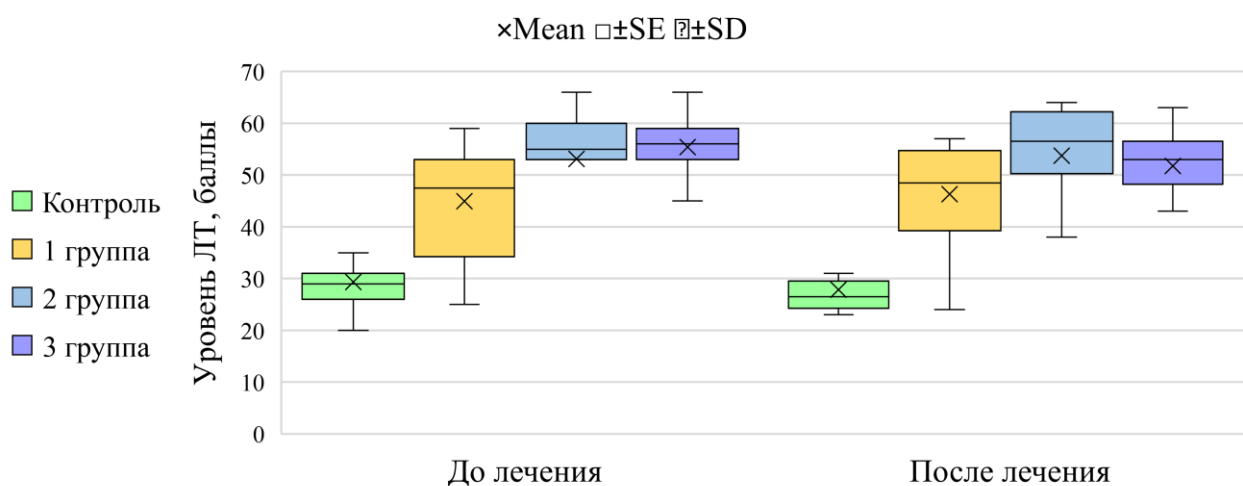 ×Mean □±SE ⍰±SD
Уровень ЛТ, баллы
70
60
50
40
30
20
10
0
Контроль
1 группа
2 группа
3 группа
До лечения
После лечения